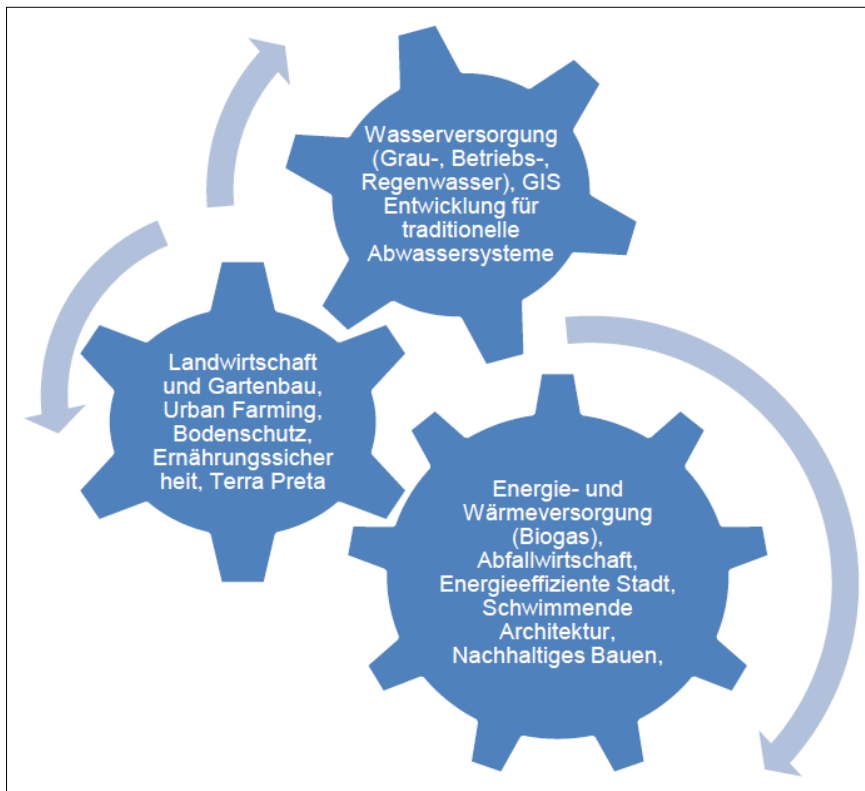 Wasserversorgung
(Grau-, Betriebs-,
Regenwasser), GIS
Entwicklung für
traditionelle
Abwassersysteme
Landwirtschaft
und Gartenbau,
Urban Farming,
Bodenschutz,
Ernährungssicher
heit, Terra Preta
Energie- und
Wärmeversorgung
(Biogas),
Abfallwirtschaft,
Energieeffiziente Stadt,
Schwimmende
Architektur,
Nachhaltiges Bauen,